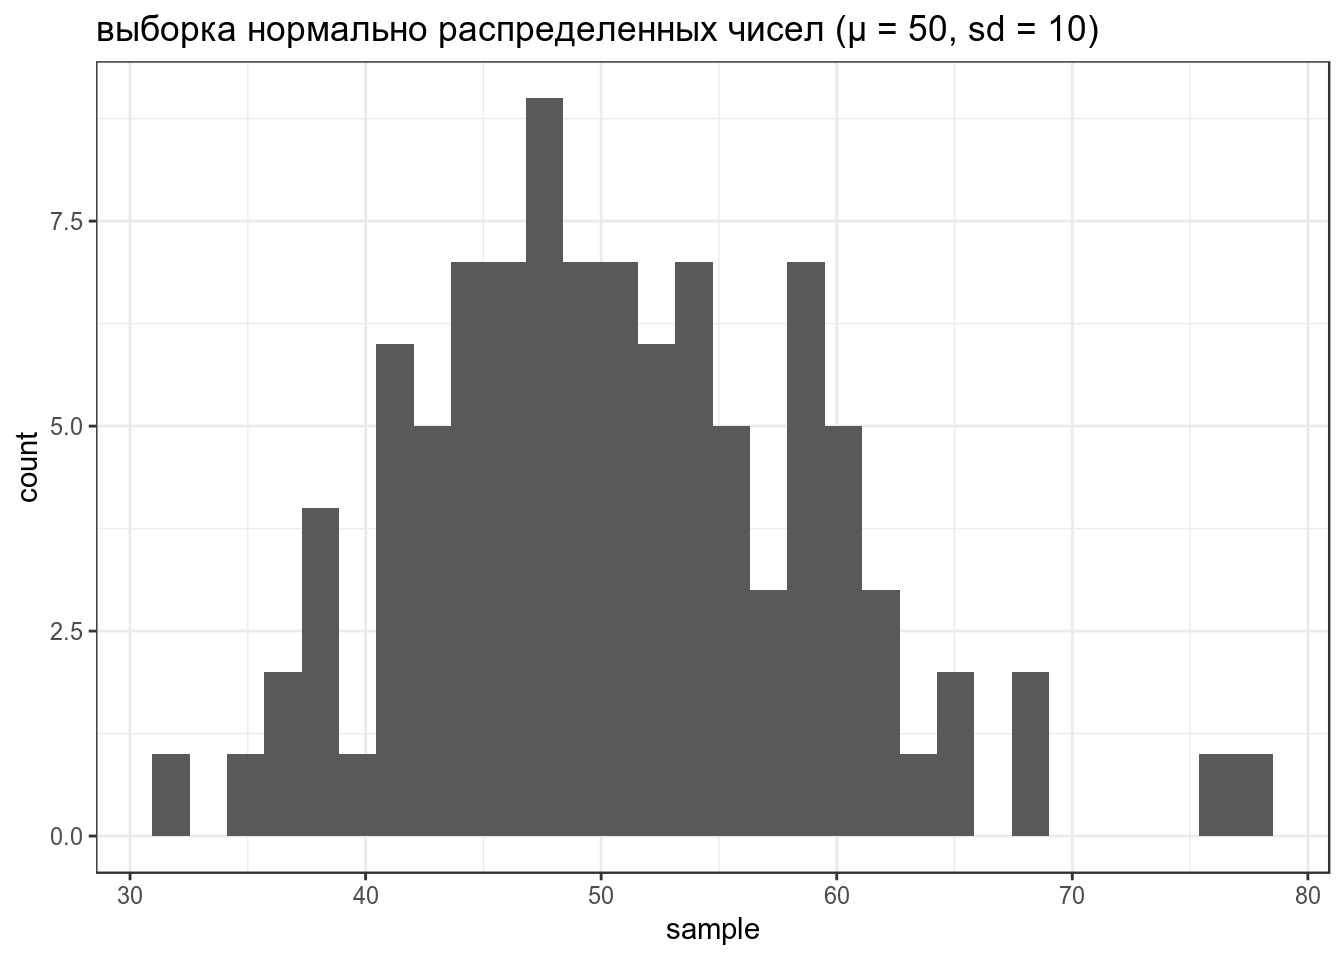 выборка нормально распределенных чисел (μ = 50, sd = 10)
7.5
5.0
2.5
0.0
count
30 40 50 60 70 80
sample